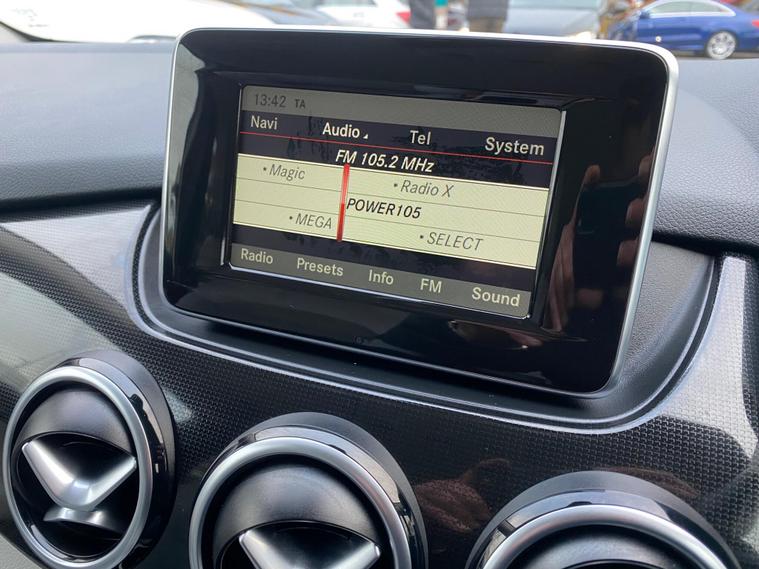 13:42 TA
Navi Audio Tel System
FM 105.2 MHz
• Magic • Radio X
POWER105
• MEGA • SELECT
Radio Presets Info FM Sound